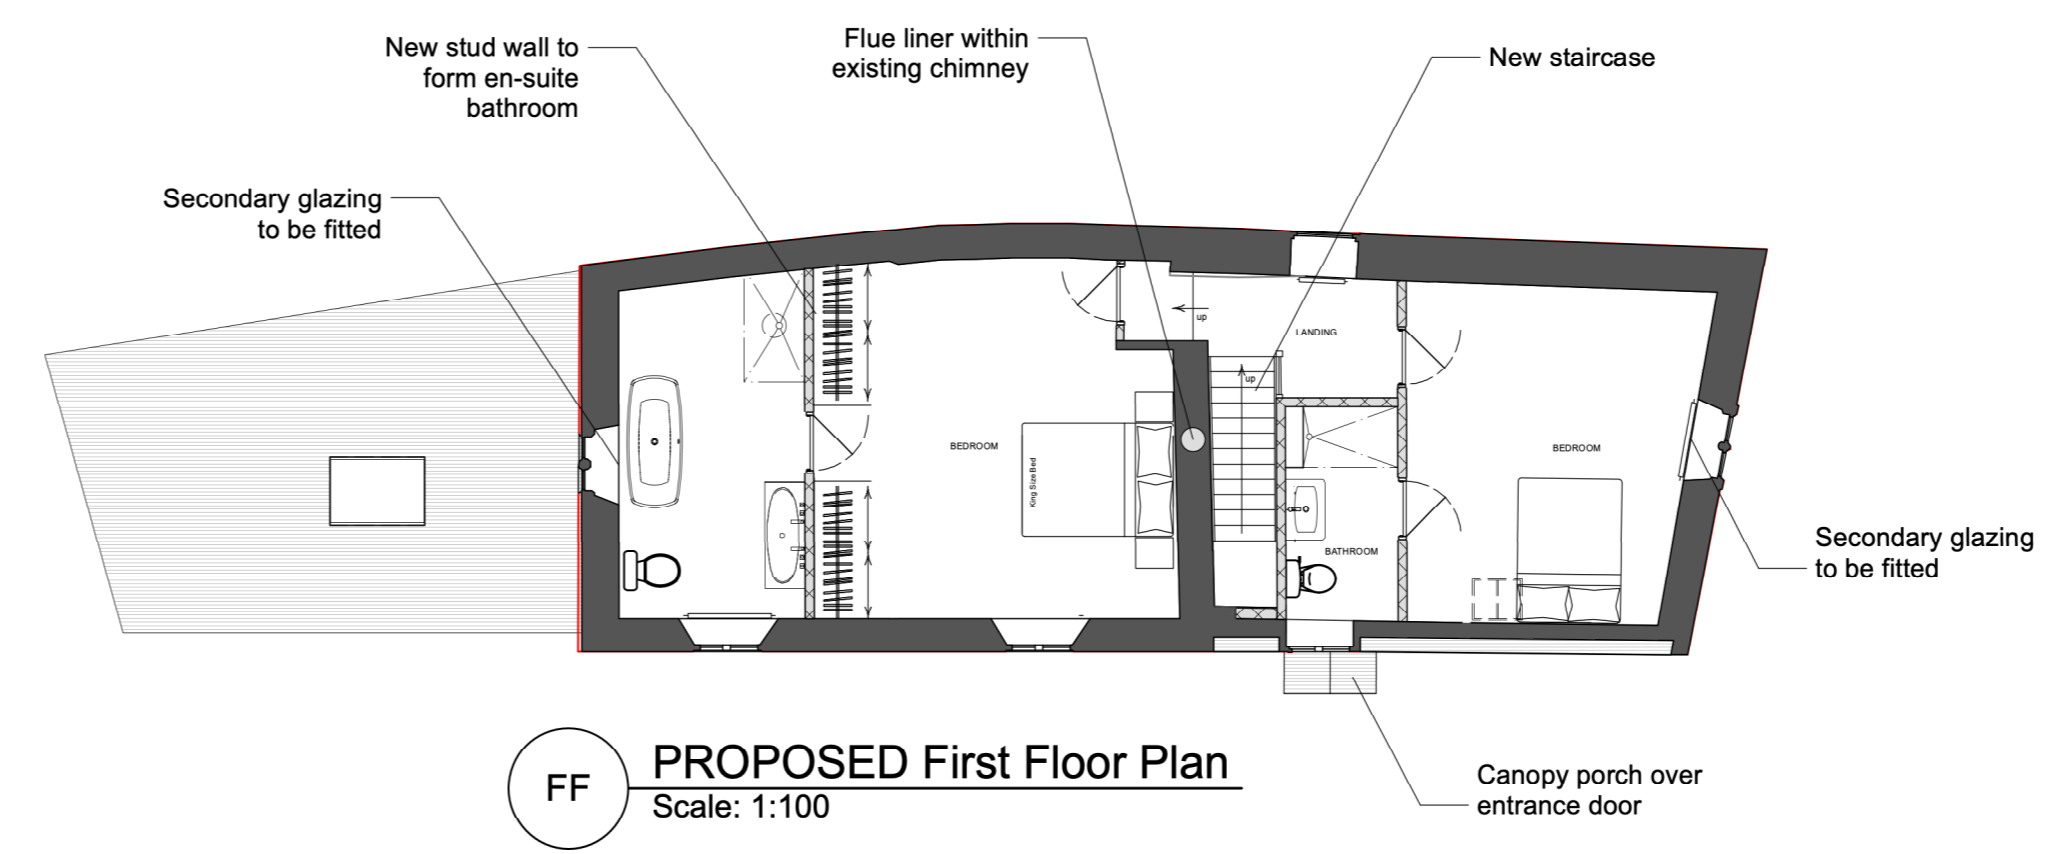 New stud wall to
form en-suite
bathroom
Flue liner within
existing chimney
New staircase
Secondary glazing
to be fitted
up
LANDING
up
BEDROOM
King Size Bed
BEDROOM
BATHROOM
Secondary glazing
to be fitted
FF
PROPOSED First Floor Plan
Scale: 1:100
Canopy porch over
entrance door